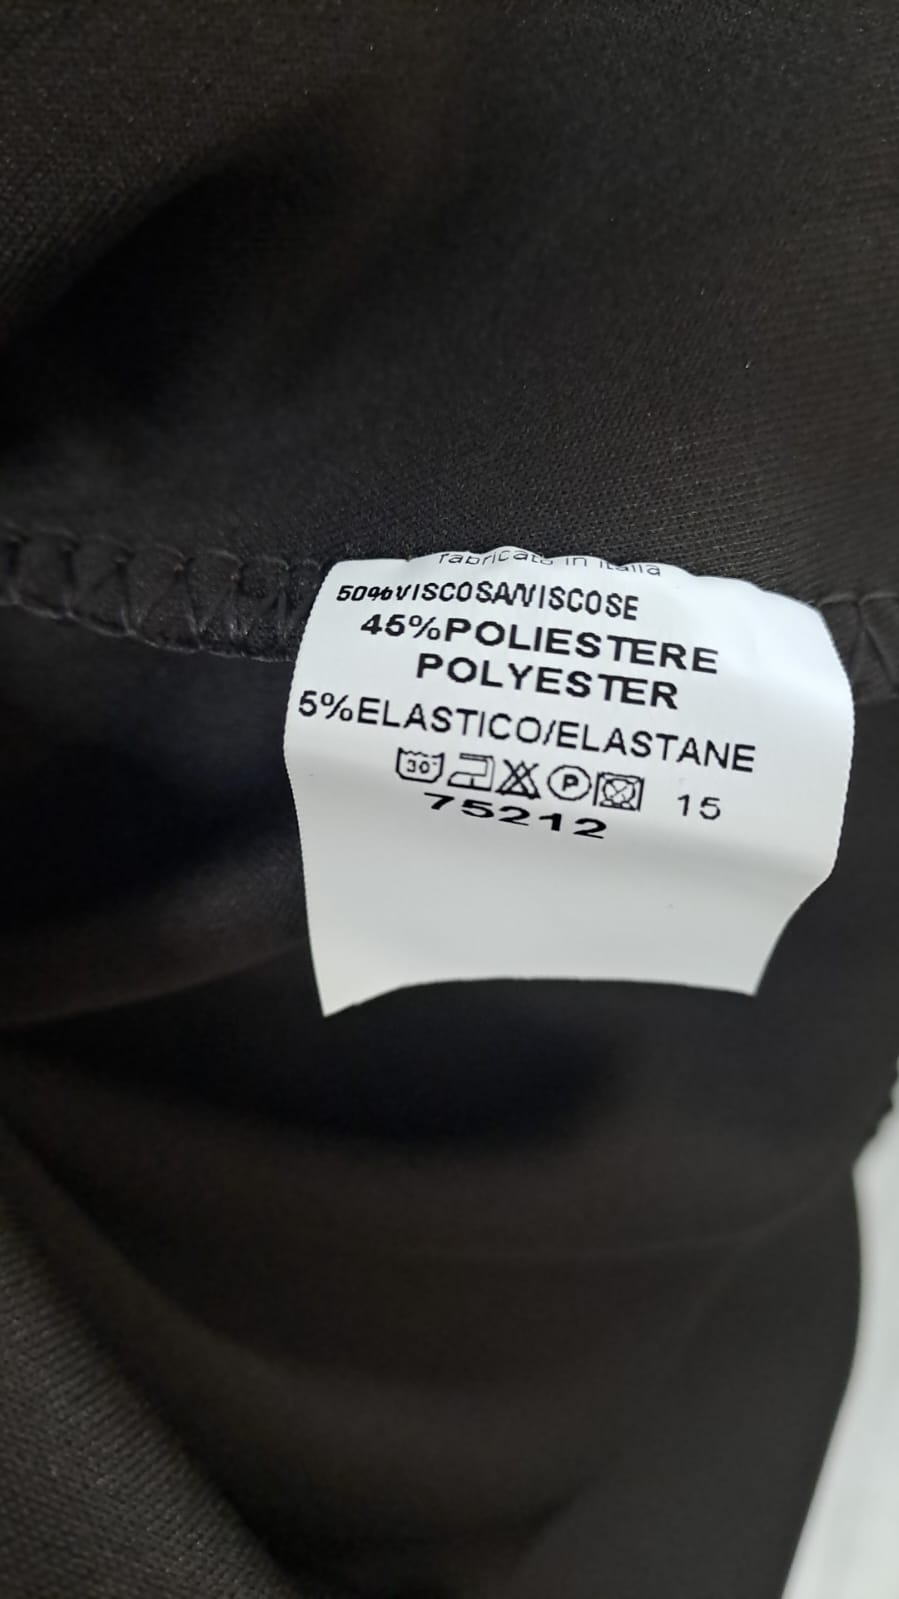 fabricato in italia
50%VISCOSA/VISCOSE
45%POLIESTERE
POLYESTER
5%ELASTICO/ELASTANE
30° P 15
75212